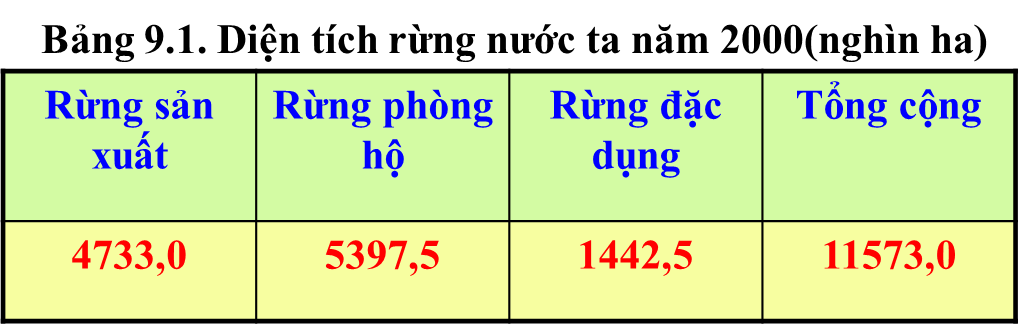 Bảng 9.1. Diện tích rừng nước ta năm 2000(nghìn ha)
Rừng sản xuất
Rừng phòng hộ
Rừng đặc dụng
Tổng cộng
4733,0
5397,5
1442,5
11573,0